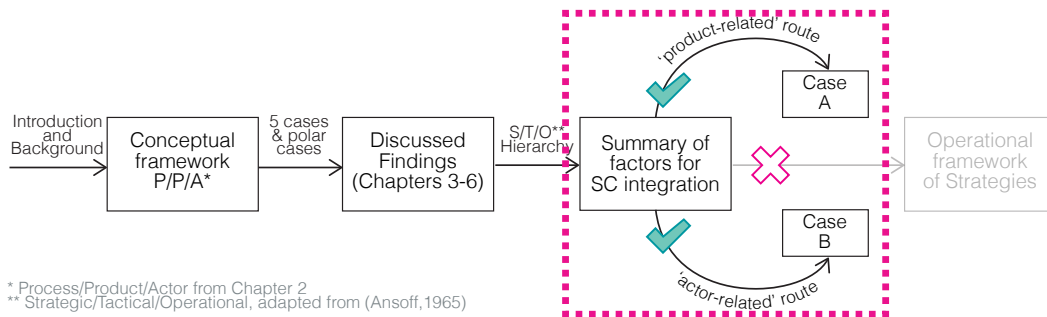 'product-related' route
Case
A
Introduction
and
Background
Conceptual
framework
P/P/A*
5 cases
& polar
cases
Discussed
Findings
(Chapters 3-6)
S/T/O**
Hierarchy
Summary of
factors for
SC integration
Operational
framework
of Strategies
Case
B
'actor-related' route
* Process/Product/Actor from Chapter 2
** Strategic/Tactical/Operational, adapted from (Ansoff,1965)